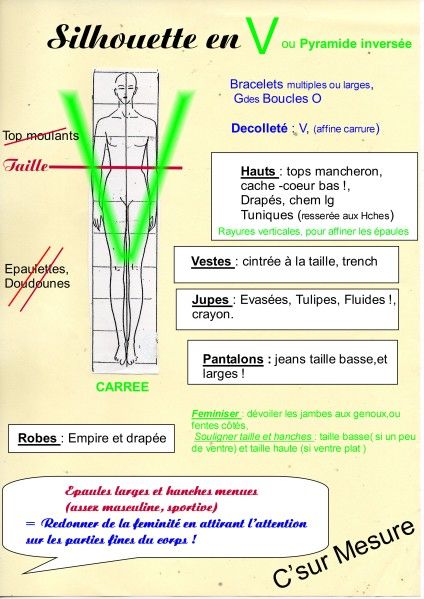 Silhouette en V ou Pyramide inversée
Bracelets multiples ou larges,
Gdes Boucles O
Decolleté : V, (affine carrure)
Top moulants
Taille
Hauts : tops mancheron,
cache -coeur bas !,
Drapés, chem lg
Tuniques (resserée aux Hches)
Rayures verticales, pour affiner les épaules
Vestes : cintrée à la taille, trench
Epaulettes,
Doudounes
Jupes : Evasées, Tulipes, Fluides !,
crayon.
Pantalons : jeans taille basse,et
larges !
CARREE
Feminiser : dévoiler les jambes aux genoux,ou
fentes côtés,
Souligner taille et hanches : taille basse( si un peu
de ventre) et taille haute (si ventre plat )
Robes : Empire et drapée
Epaules larges et hanches menues
(assex masculine, sportive)
= Redonner de la feminité en attirant l'attention
sur les parties fines du corps !
C'sur Mesure